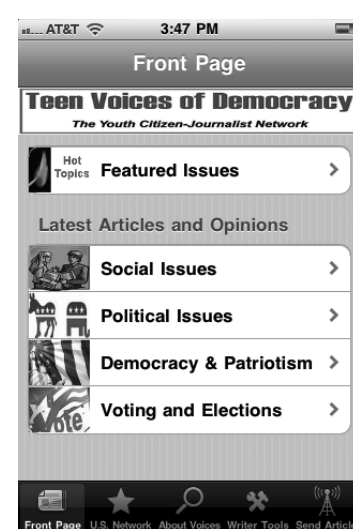 AT&T 3:47 PM
Front Page
Teen Voices of Democracy
The Youth Citizen-Journalist Network
Hot
Topics
Featured Issues
Latest Articles and Opinions
Social Issues
Political Issues
Democracy & Patriotism
Vote
Voting and Elections
Front Page U.S. Network About Voices Writer Tools Send Article